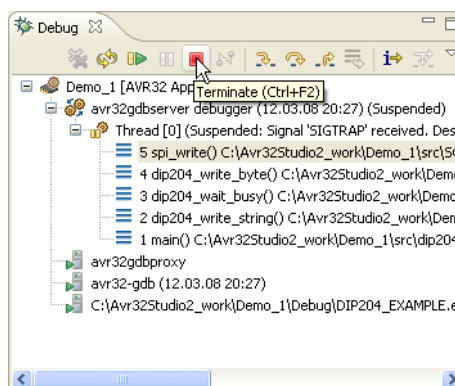 Debug
Demo_1 [AVR32 App
Terminate (Ctrl+F2)
avr32gdbserver debugger (12.03.08 20:27) (Suspended)
Thread [0] (Suspended: Signal 'SIGTRAP' received. Des
5 spi_write() C:\Avr32Studio2_work\Demo_1\src\S
4 dip204_write_byte() C:\Avr32Studio2_work\Dem
3 dip204_wait_busy() C:\Avr32Studio2_work\Demo
2 dip204_write_string() C:\Avr32Studio2_work\Den
1 main() C:\Avr32Studio2_work\Demo_1\src\dip204
avr32gdbproxy
avr32-gdb (12.03.08 20:27)
C:\Avr32Studio2_work\Demo_1\Debug\DIP204_EXAMPLE.e